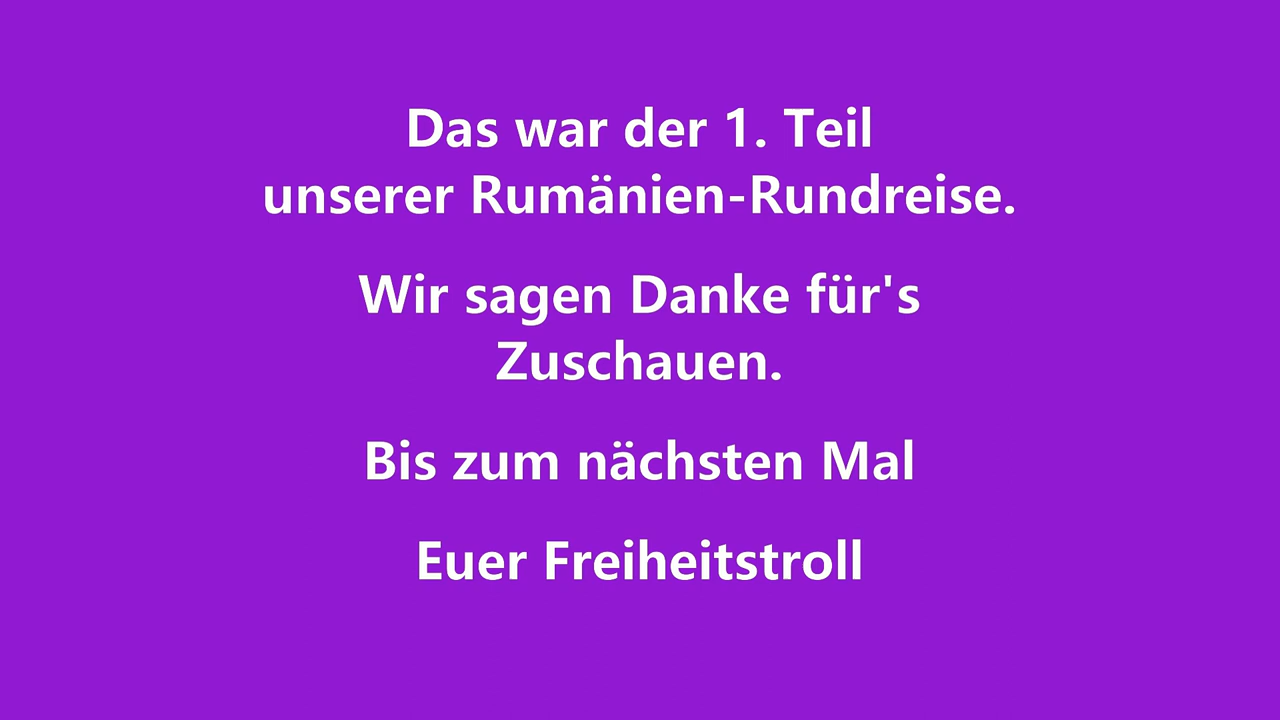 Das war der 1. Teil
unserer Rumänien-Rundreise.
Wir sagen Danke für's
Zuschauen.
Bis zum nächsten Mal
Euer Freiheitstroll